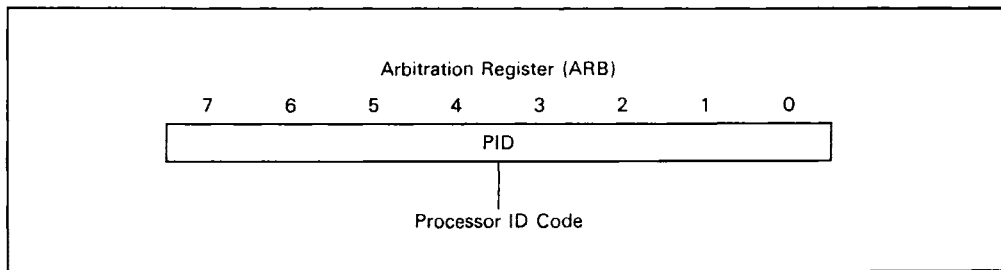 Arbitration Register (ARB)
7 6 5 4 3 2 1 0
PID
Processor ID Code